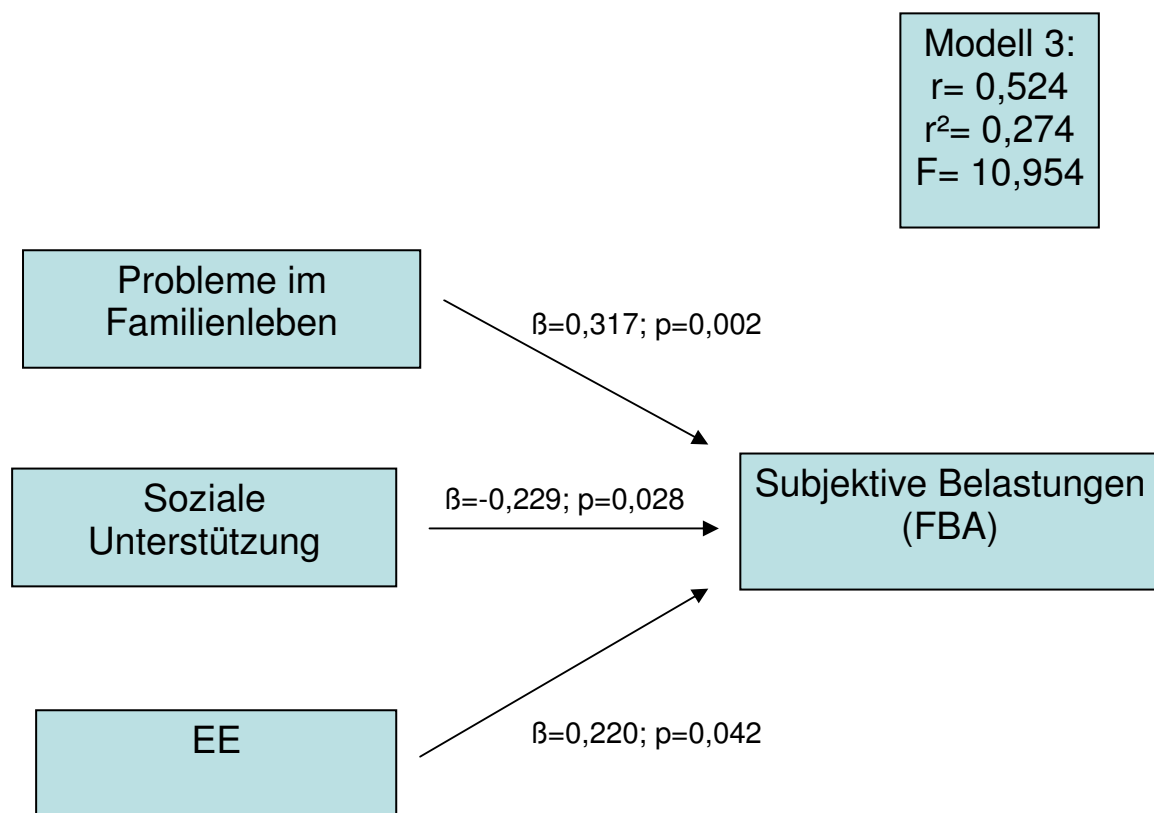 Modell 3:
r= 0,524
r²= 0,274
F= 10,954
Probleme im
Familienleben
ß=0,317; p=0,002
Soziale
Unterstützung
ß=-0,229; p=0,028
Subjektive Belastungen
(FBA)
EE
ß=0,220; p=0,042